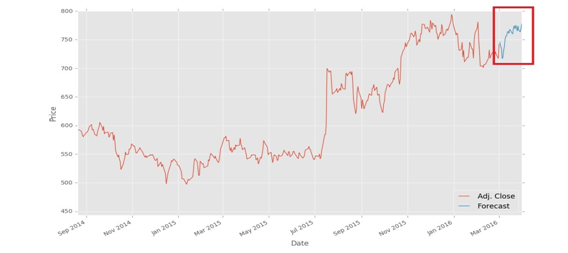 800
750
700
650
600
550
500
450
Price
Sep 2014
Nov 2014
Jan 2015
Mar 2015
May 2015
Jul 2015
Sep 2015
Nov 2015
Jan 2016
Mar 2016
Date
Adj. Close
Forecast